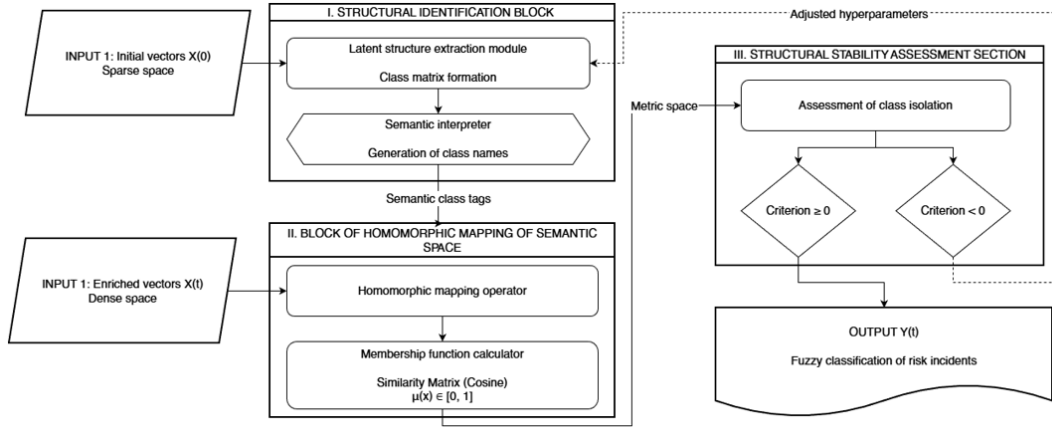 I. STRUCTURAL IDENTIFICATION BLOCK
Adjusted hyperparameters
INPUT 1: Initial vectors X(0)
Sparse space
Latent structure extraction module
Class matrix formation
Semantic interpreter
Generation of class names
Semantic class tags
II. BLOCK OF HOMOMORPHIC MAPPING OF SEMANTIC
SPACE
INPUT 1: Enriched vectors X(t)
Dense space
Homomorphic mapping operator
Membership function calculator
Similarity Matrix (Cosine)
μ(x) ∈ [0, 1]
Metric space
III. STRUCTURAL STABILITY ASSESSMENT SECTION
Assessment of class isolation
Criterion ≥ 0
Criterion < 0
OUTPUT Y(t)
Fuzzy classification of risk incidents